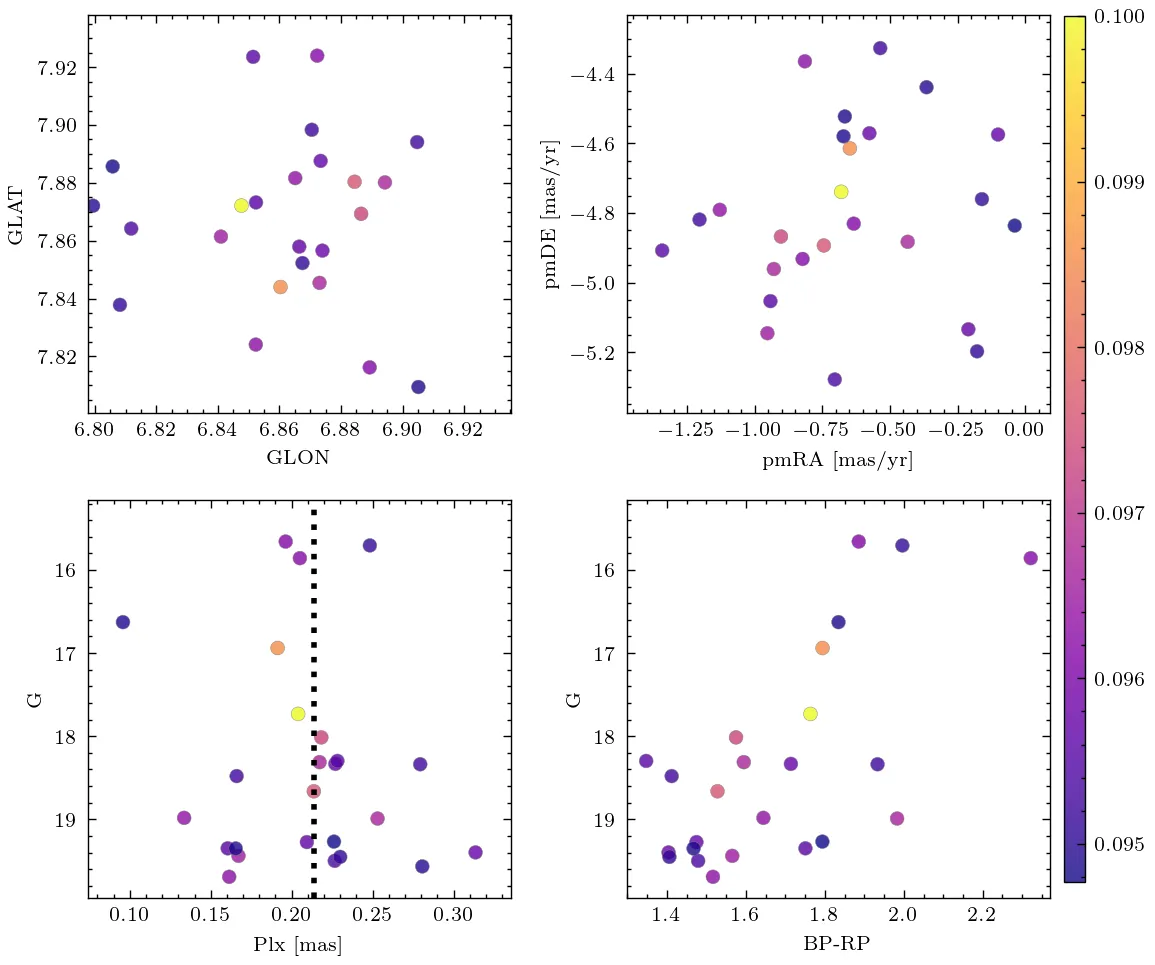 7.92
7.90
7.88
7.86
7.84
7.82
GLAT
6.80 6.82 6.84 6.86 6.88 6.90 6.92
GLON
−4.4
−4.6
−4.8
−5.0
−5.2
pmDE [mas/yr]
−1.25 −1.00 −0.75 −0.50 −0.25 0.00
pmRA [mas/yr]
16
17
18
19
G
0.10 0.15 0.20 0.25 0.30
Plx [mas]
16
17
18
19
G
1.4 1.6 1.8 2.0 2.2
BP-RP
0.100
0.099
0.098
0.097
0.096
0.095